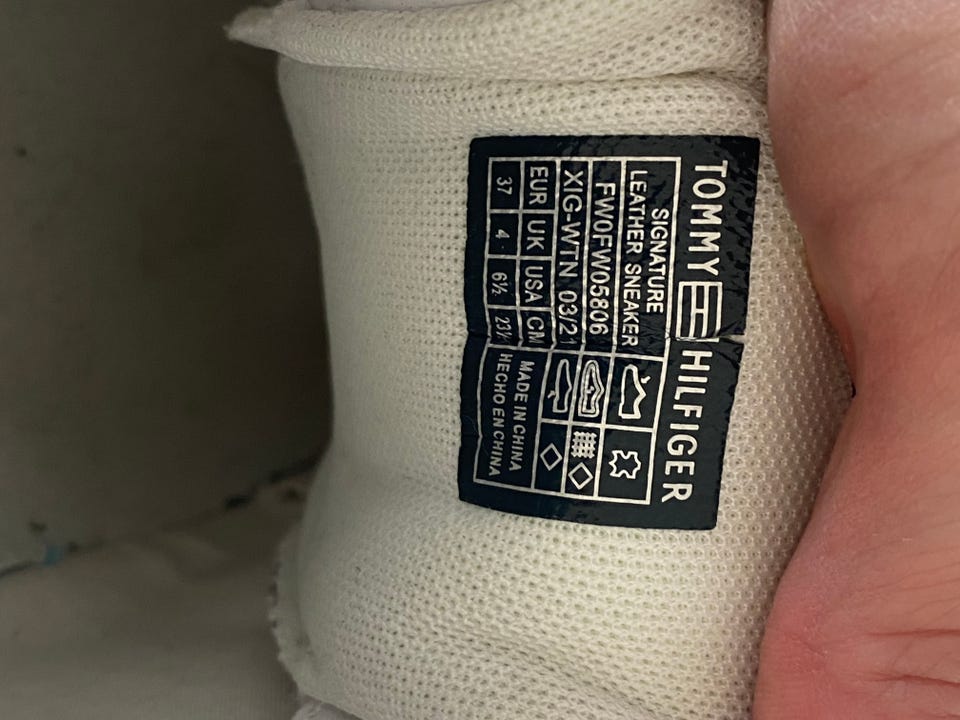 TOMMY HILFIGER
SIGNATURE
LEATHER SNEAKER
FW0FW05806
XIG-WTN 03/21
EUR UK USA CM
37 4 6½ 23½
MADE IN CHINA
HECHO EN CHINA